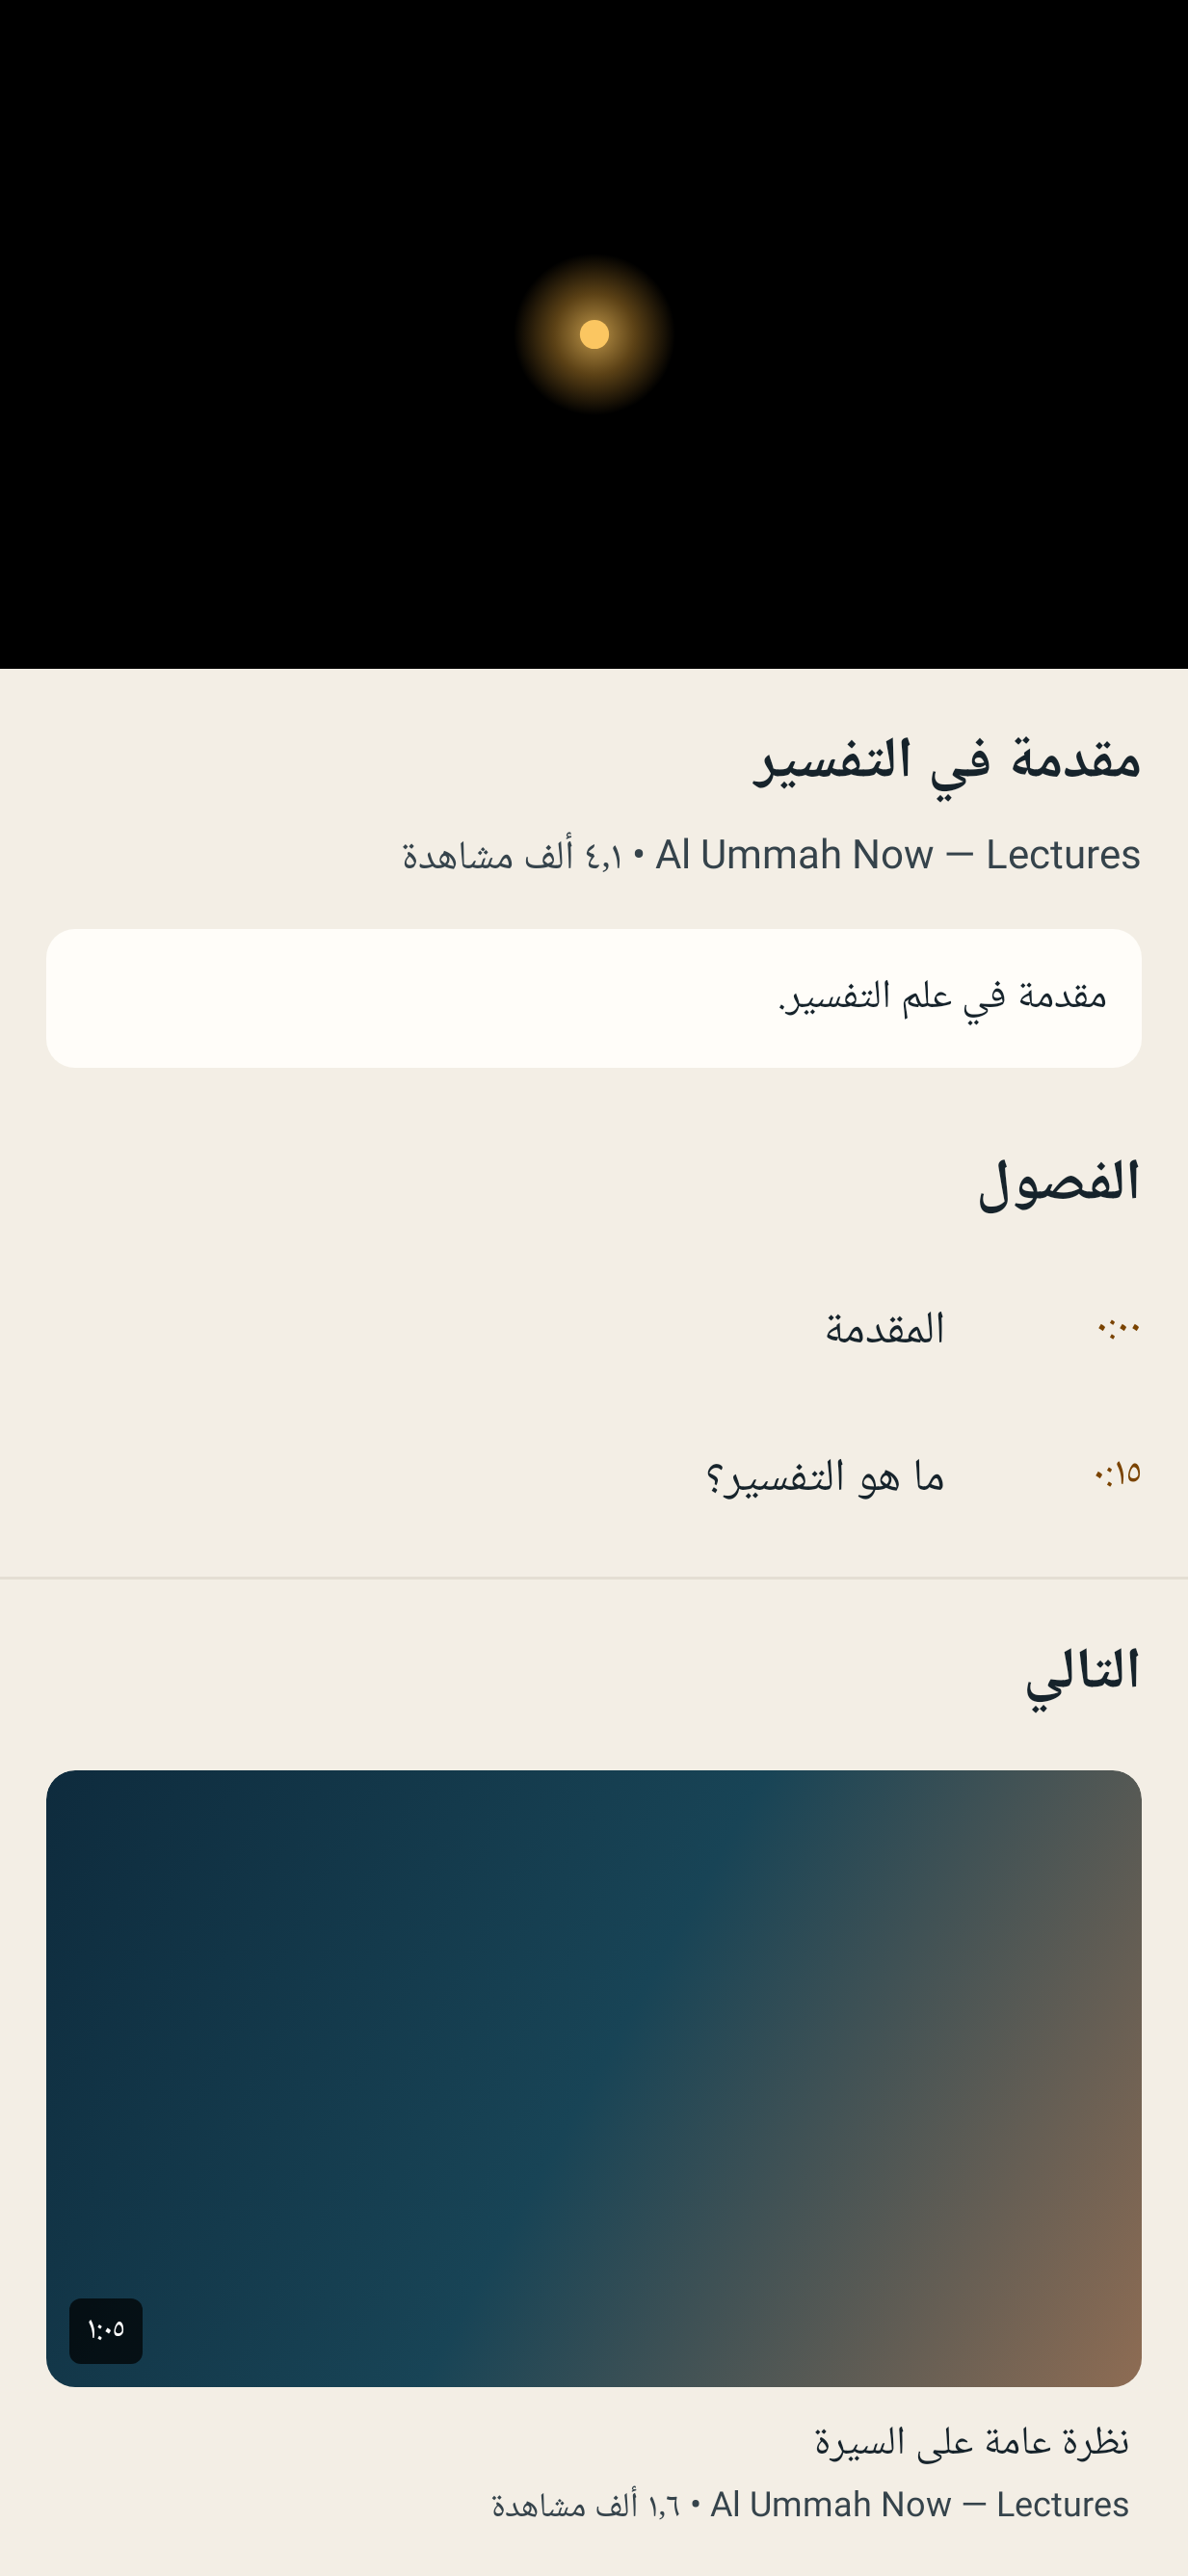 مقدمة في التفسير
Al Ummah Now — Lectures • ٤٫١ ألف مشاهدة
مقدمة في علم التفسير.
الفصول
٠:٠٠ المقدمة
٠:١٥ ما هو التفسير؟
التالي
١:٠٥
نظرة عامة على السيرة
Al Ummah Now — Lectures • ١٫٦ ألف مشاهدة